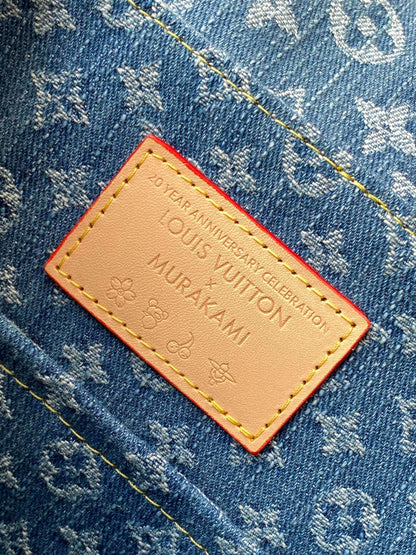 20 YEAR ANNIVERSARY CELEBRATION
LOUIS VUITTON
×
MURAKAMI